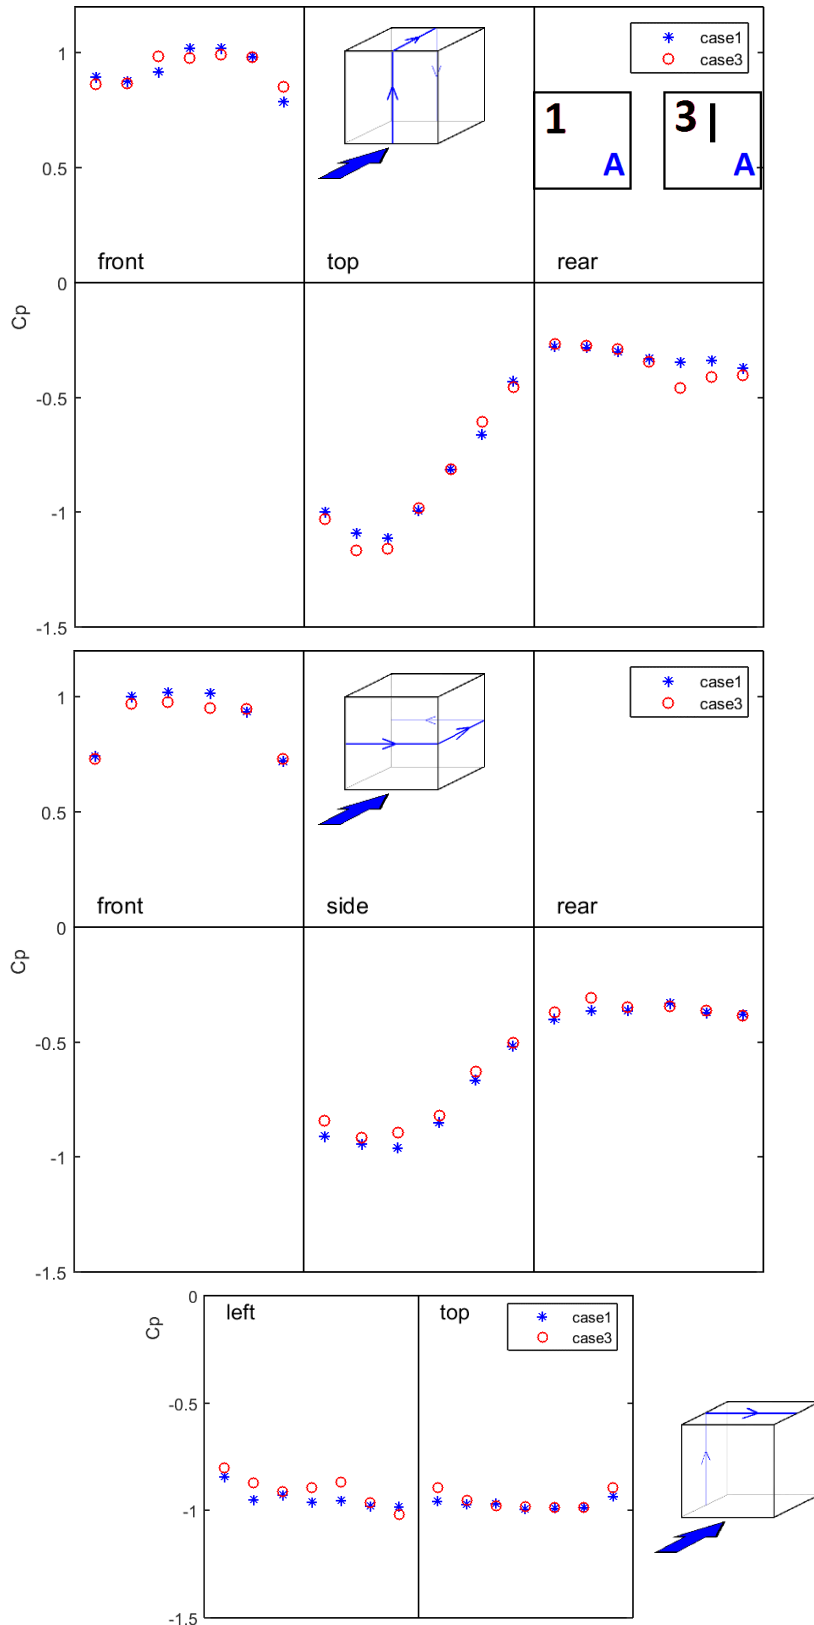 case1
case3
1
3 |
A
A
1
0.5
0
-0.5
-1
-1.5
Cp
front
top
rear
case1
case3
1
0.5
0
-0.5
-1
-1.5
Cp
front
side
rear
case1
case3
0
-0.5
-1
-1.5
Cp
left
top